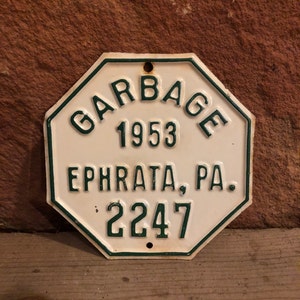 GARBAGE
1953
EPHRATA, PA.
2247